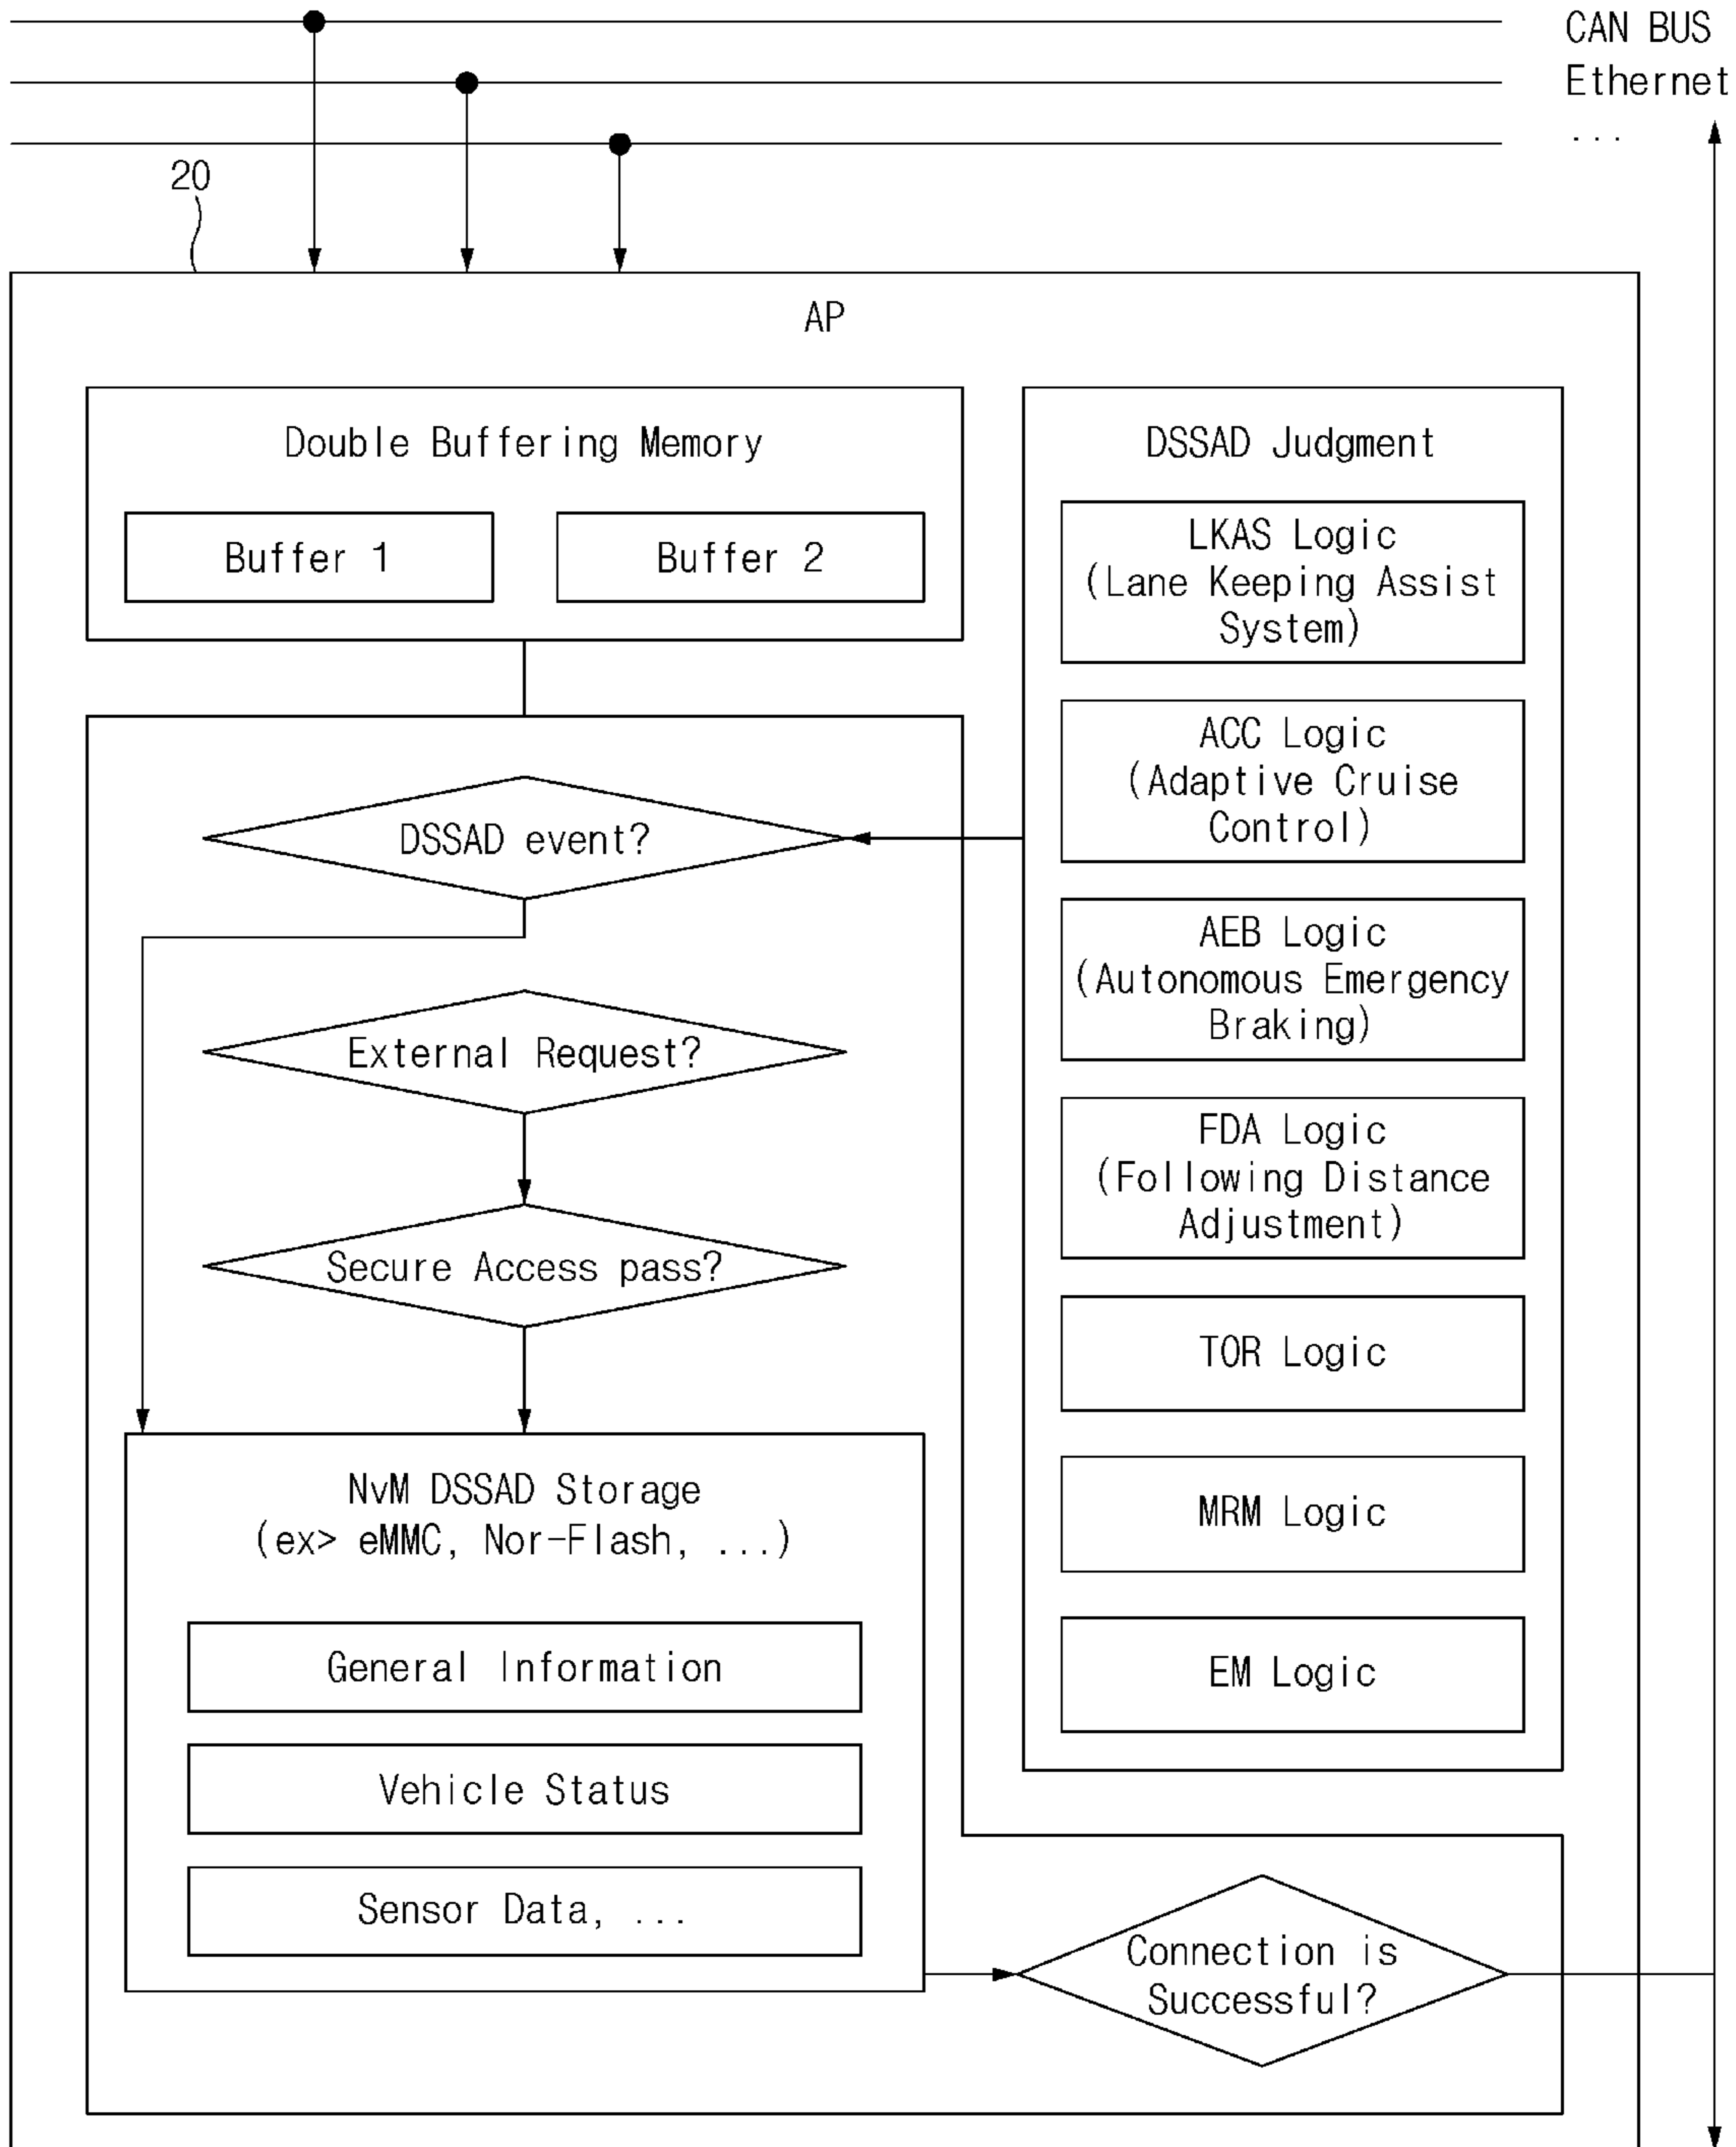 CAN BUS
Ethernet
...
20
AP
Double Buffering Memory
Buffer 1
Buffer 2
DSSAD event?
External Request?
Secure Access pass?
NvM DSSAD Storage
(ex> eMMC, Nor-Flash, ...)
General Information
Vehicle Status
Sensor Data, ...
DSSAD Judgment
LKAS Logic
(Lane Keeping Assist
System)
ACC Logic
(Adaptive Cruise
Control)
AEB Logic
(Autonomous Emergency
Braking)
FDA Logic
(Following Distance
Adjustment)
TOR Logic
MRM Logic
EM Logic
Connection is
Successful?